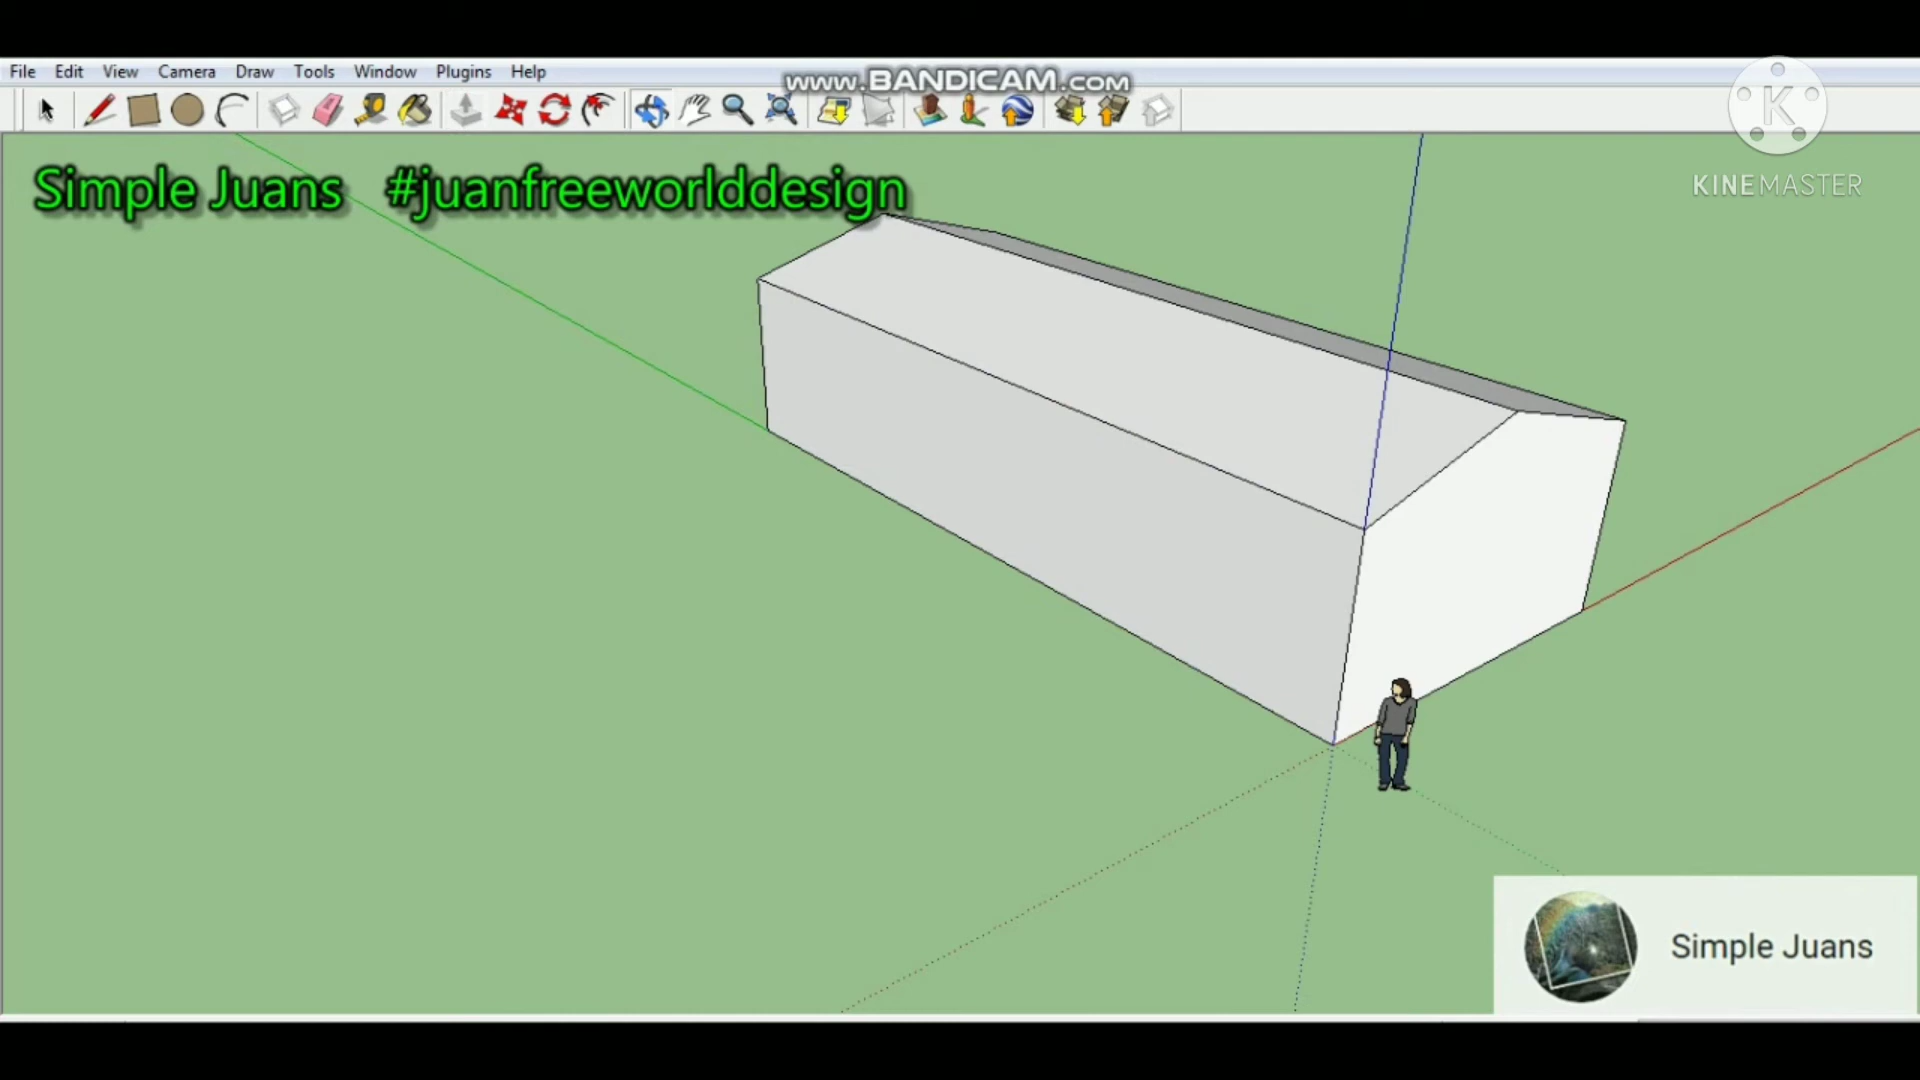 File Edit View Camera Draw Tools Window Plugins Help
www.BANDICAM.com
K
KINEMASTER
Simple Juans #juanfreeworlddesign
Simple Juans